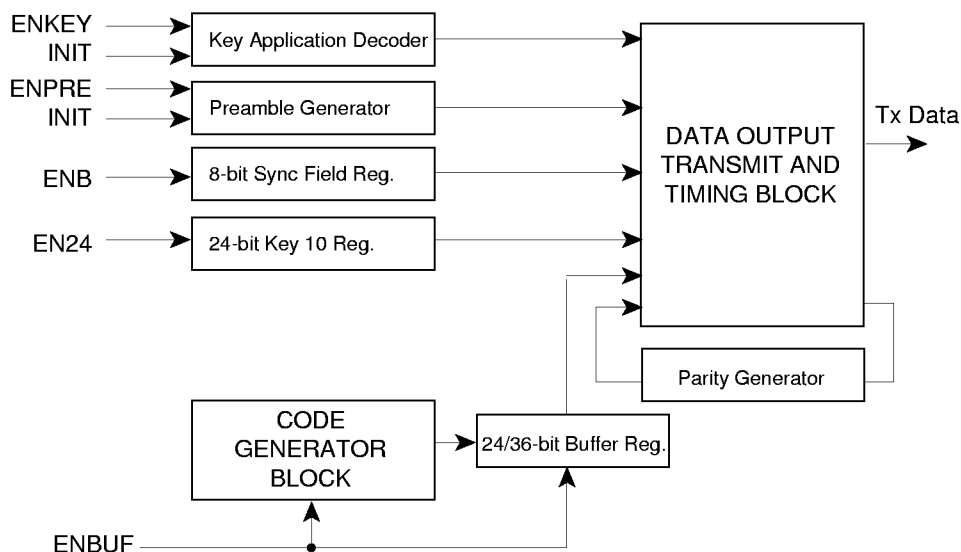 ENKEY
INIT
Key Application Decoder
ENPRE
INIT
Preamble Generator
ENB
8-bit Sync Field Reg.
EN24
24-bit Key 10 Reg.
DATA OUTPUT
TRANSMIT AND
TIMING BLOCK
Tx Data
Parity Generator
CODE
GENERATOR
BLOCK
24/36-bit Buffer Reg.
ENBUF